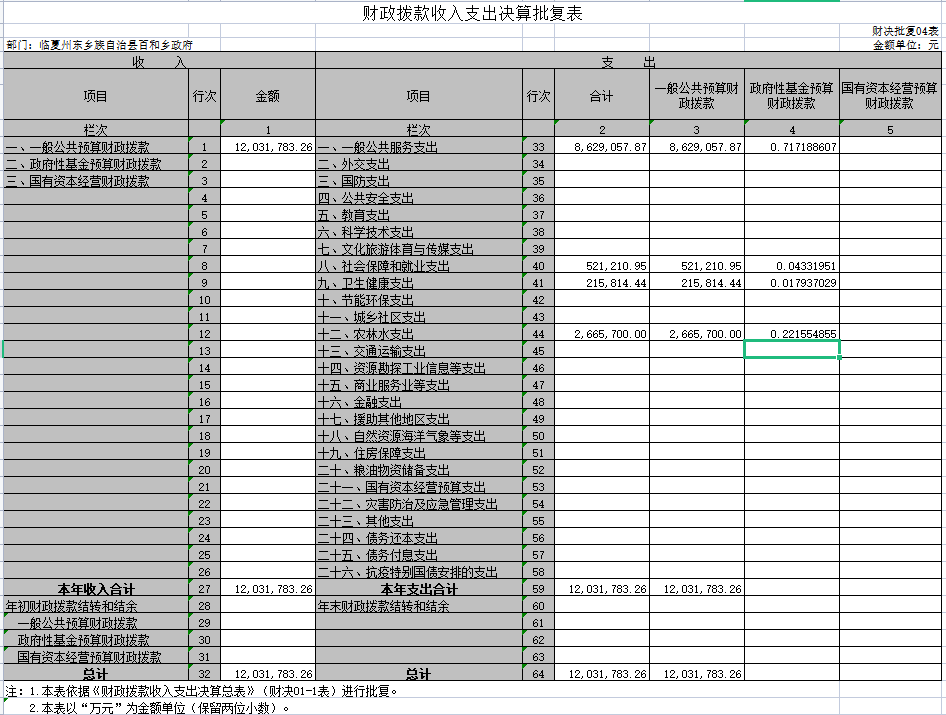 财政拨款收入支出决算批复表
财决批复04表
部门：临夏州东乡族自治县百和乡政府 金额单位：元
收 入 支 出
项目 行次 金额 项目 行次 合计 一般公共预算财政拨款 政府性基金预算财政拨款 国有资本经营预算财政拨款
栏次 1 栏次 2 3 4 5
一、一般公共预算财政拨款 1 12,031,783.26 一、一般公共服务支出 33 8,629,057.87 8,629,057.87 0.717188607
二、政府性基金预算财政拨款 2 二、外交支出 34
三、国有资本经营财政拨款 3 三、国防支出 35
4 四、公共安全支出 36
5 五、教育支出 37
6 六、科学技术支出 38
7 七、文化旅游体育与传媒支出 39
8 八、社会保障和就业支出 40 521,210.95 521,210.95 0.04331951
9 九、卫生健康支出 41 215,814.44 215,814.44 0.017937029
10 十、节能环保支出 42
11 十一、城乡社区支出 43
12 十二、农林水支出 44 2,665,700.00 2,665,700.00 0.221554855
13 十三、交通运输支出 45
14 十四、资源勘探工业信息等支出 46
15 十五、商业服务业等支出 47
16 十六、金融支出 48
17 十七、援助其他地区支出 49
18 十八、自然资源海洋气象等支出 50
19 十九、住房保障支出 51
20 二十、粮油物资储备支出 52
21 二十一、国有资本经营预算支出 53
22 二十二、灾害防治及应急管理支出 54
23 二十三、其他支出 55
24 二十四、债务还本支出 56
25 二十五、债务付息支出 57
26 二十六、抗疫特别国债安排的支出 58
本年收入合计 27 12,031,783.26 本年支出合计 59 12,031,783.26 12,031,783.26
年初财政拨款结转和结余 28 年末财政拨款结转和结余 60
一般公共预算财政拨款 29 61
政府性基金预算财政拨款 30 62
国有资本经营预算财政拨款 31 63
总计 32 12,031,783.26 总计 64 12,031,783.26 12,031,783.26
注：1.本表依据《财政拨款收入支出决算总表》（财决01-1表）进行批复。
2.本表以“万元”为金额单位（保留两位小数）。